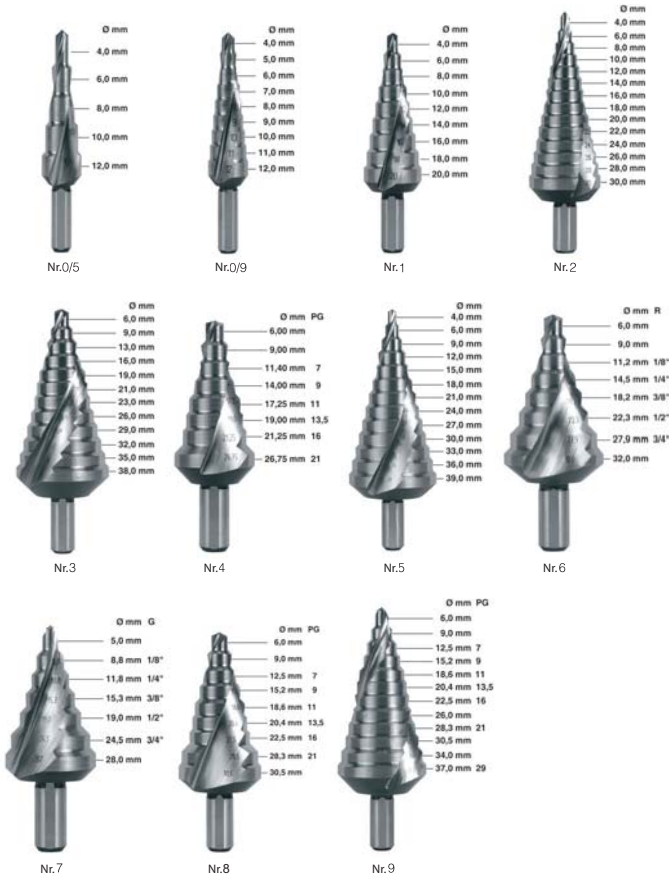 Ø mm
4,0 mm
6,0 mm
8,0 mm
10,0 mm
12,0 mm
Nr.0/5
Ø mm
4,0 mm
5,0 mm
6,0 mm
7,0 mm
8,0 mm
9,0 mm
10,0 mm
11,0 mm
12,0 mm
Nr.0/9
Ø mm
4,0 mm
6,0 mm
8,0 mm
10,0 mm
12,0 mm
14,0 mm
16,0 mm
18,0 mm
20,0 mm
Nr.1
Ø mm
4,0 mm
6,0 mm
8,0 mm
10,0 mm
12,0 mm
14,0 mm
16,0 mm
18,0 mm
20,0 mm
22,0 mm
24,0 mm
26,0 mm
28,0 mm
30,0 mm
Nr.2
Ø mm
6,0 mm
9,0 mm
13,0 mm
16,0 mm
19,0 mm
21,0 mm
23,0 mm
26,0 mm
29,0 mm
32,0 mm
35,0 mm
38,0 mm
Nr.3
Ø mm PG
6,00 mm
9,00 mm
11,40 mm 7
14,00 mm 9
17,25 mm 11
19,00 mm 13,5
21,25 mm 16
26,75 mm 21
Nr.4
Ø mm
4,0 mm
6,0 mm
9,0 mm
12,0 mm
15,0 mm
18,0 mm
21,0 mm
24,0 mm
27,0 mm
30,0 mm
33,0 mm
36,0 mm
39,0 mm
Nr.5
Ø mm R
6,0 mm
9,0 mm
11,2 mm 1/8"
14,5 mm 1/4"
18,2 mm 3/8"
22,3 mm 1/2"
27,9 mm 3/4"
32,0 mm
Nr.6
Ø mm G
5,0 mm
8,8 mm 1/8"
11,8 mm 1/4"
15,3 mm 3/8"
19,0 mm 1/2"
24,5 mm 3/4"
28,0 mm
Nr.7
Ø mm PG
6,0 mm
9,0 mm
12,5 mm 7
15,2 mm 9
18,6 mm 11
20,4 mm 13,5
22,5 mm 16
28,3 mm 21
30,5 mm
Nr.8
Ø mm PG
6,0 mm
9,0 mm
12,5 mm 7
15,2 mm 9
18,6 mm 11
20,4 mm 13,5
22,5 mm 16
26,0 mm
28,3 mm 21
30,5 mm
34,0 mm
37,0 mm 29
Nr.9